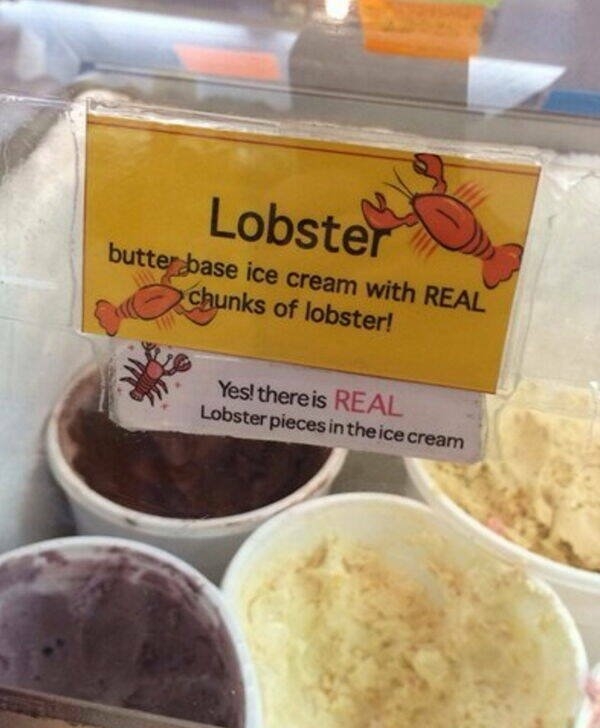 Lobster
butter base ice cream with REAL
chunks of lobster!
Yes! there is REAL
Lobster pieces in the ice cream